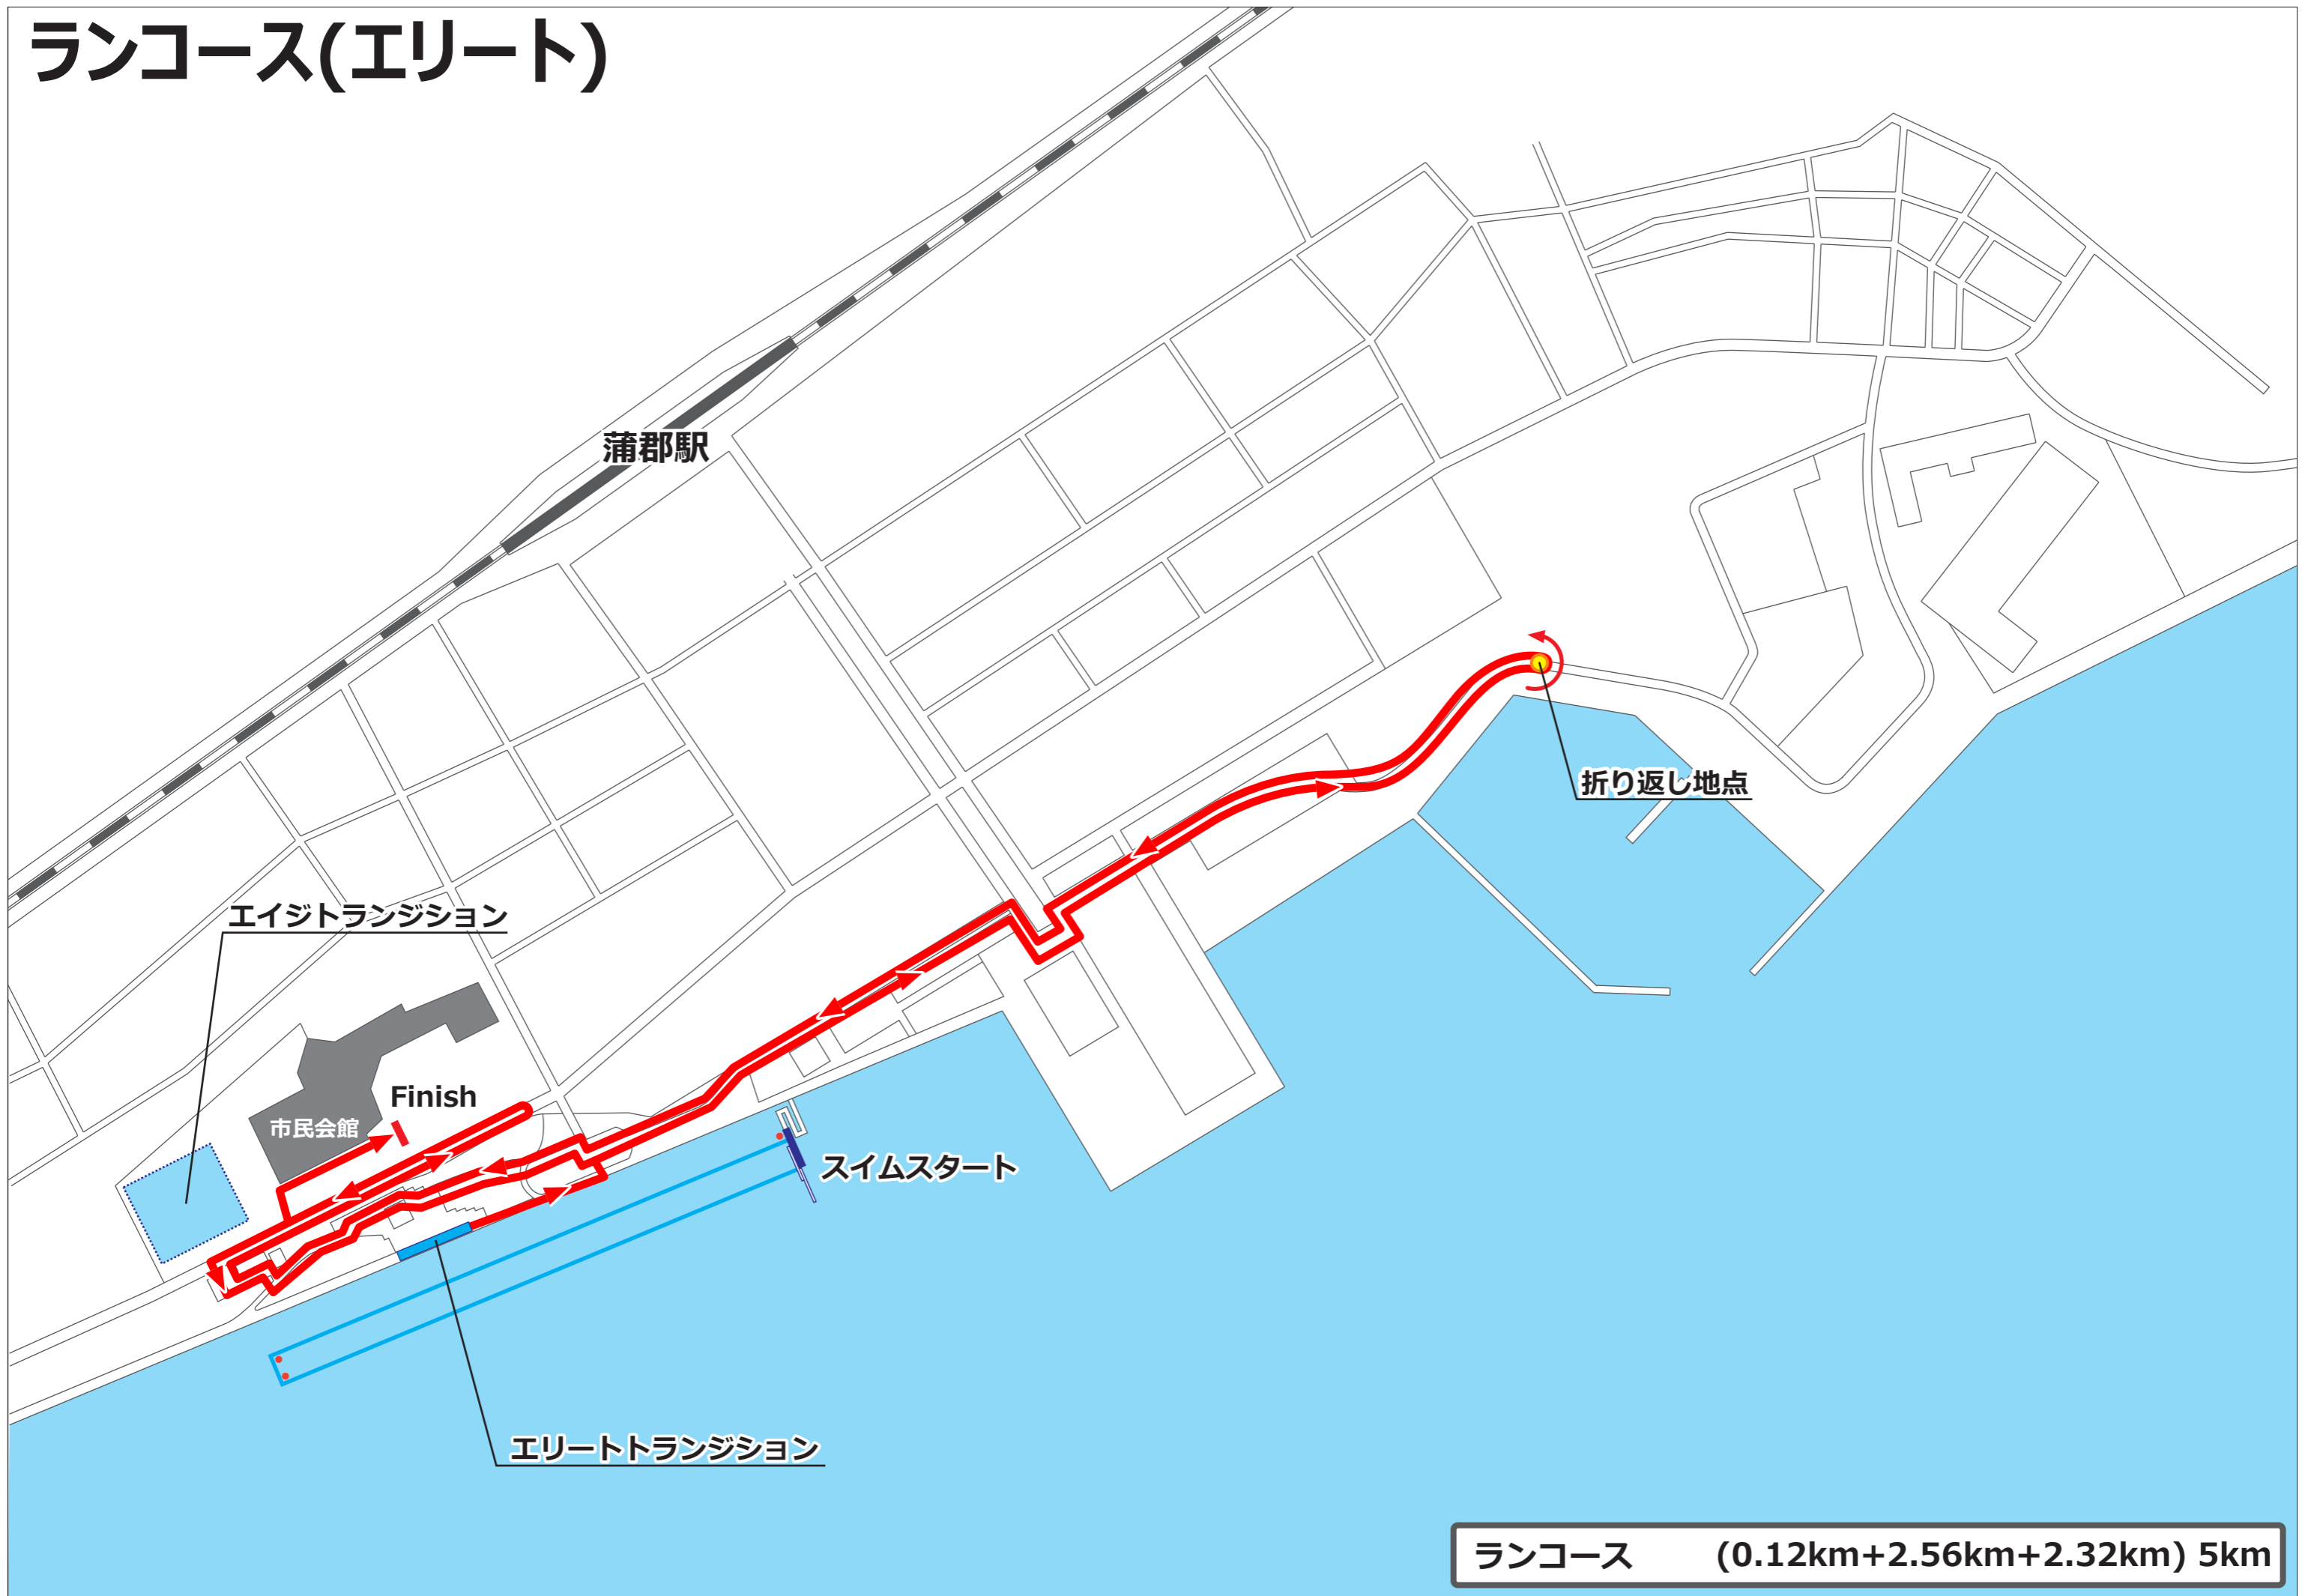 ランコース(エリート)
蒲郡駅
折り返し地点
エイジトランジション
Finish
市民会館
スイムスタート
エリートトランジション
ランコース (0.12km+2.56km+2.32km) 5km